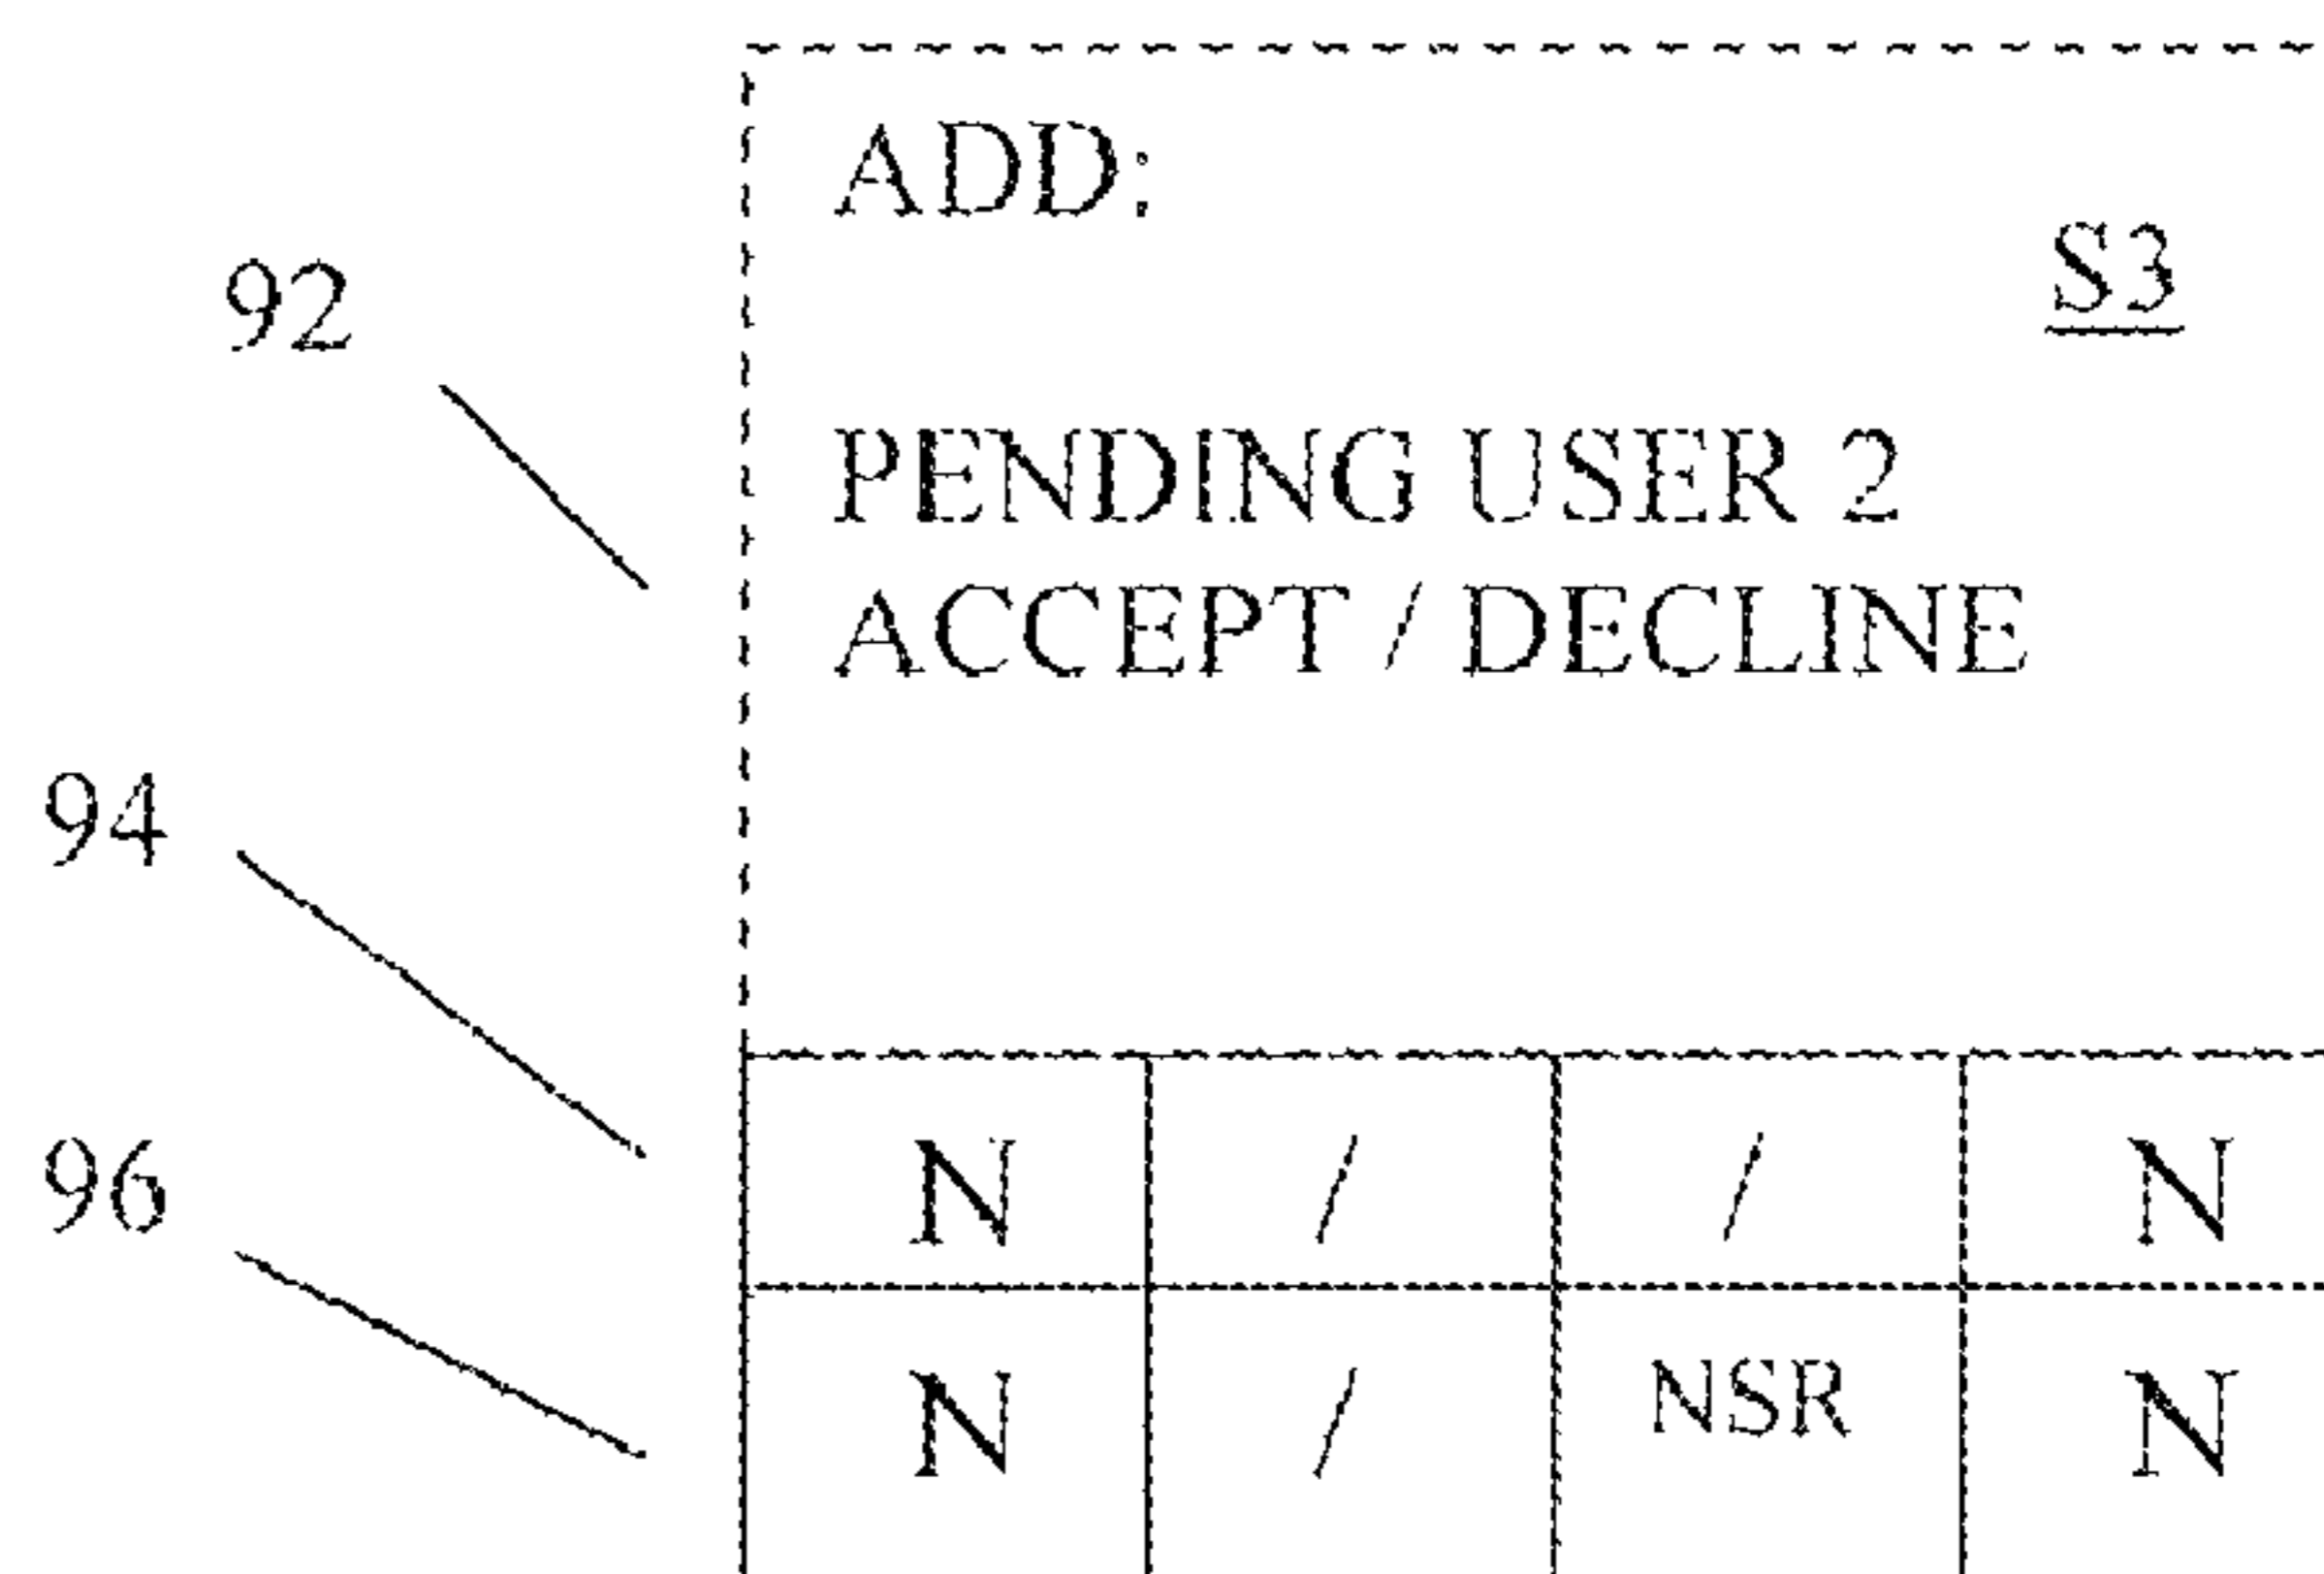 ADD:
S3
92
PENDING USER 2
ACCEPT / DECLINE
94
96
N / / N
N / NSR N